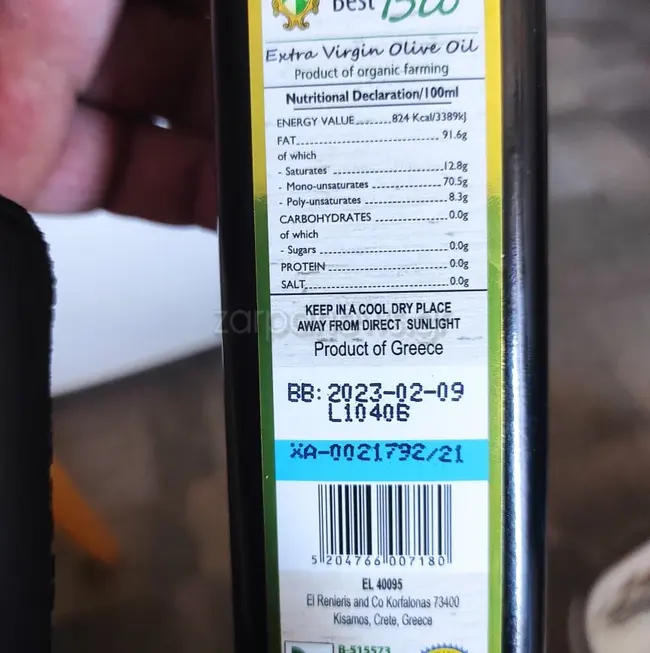 Best Bio
Extra Virgin Olive Oil
Product of organic farming
Nutritional Declaration/100ml
ENERGY VALUE........824 Kcal/3389kJ
FAT 91.6g
of which
- Saturates 12.8g
- Mono-unsaturates 70.5g
- Poly-unsaturates 8.3g
CARBOHYDRATES 0.0g
of which
- Sugars 0.0g
PROTEIN 0.0g
SALT 0.0g
KEEP IN A COOL DRY PLACE
AWAY FROM DIRECT SUNLIGHT
Product of Greece
BB: 2023-02-09
L1040B
XA-0021792/21
5 204766 007180
EL 40095
El Renieris and Co Korfalonas 73400
Kisamos, Crete, Greece
B-515573